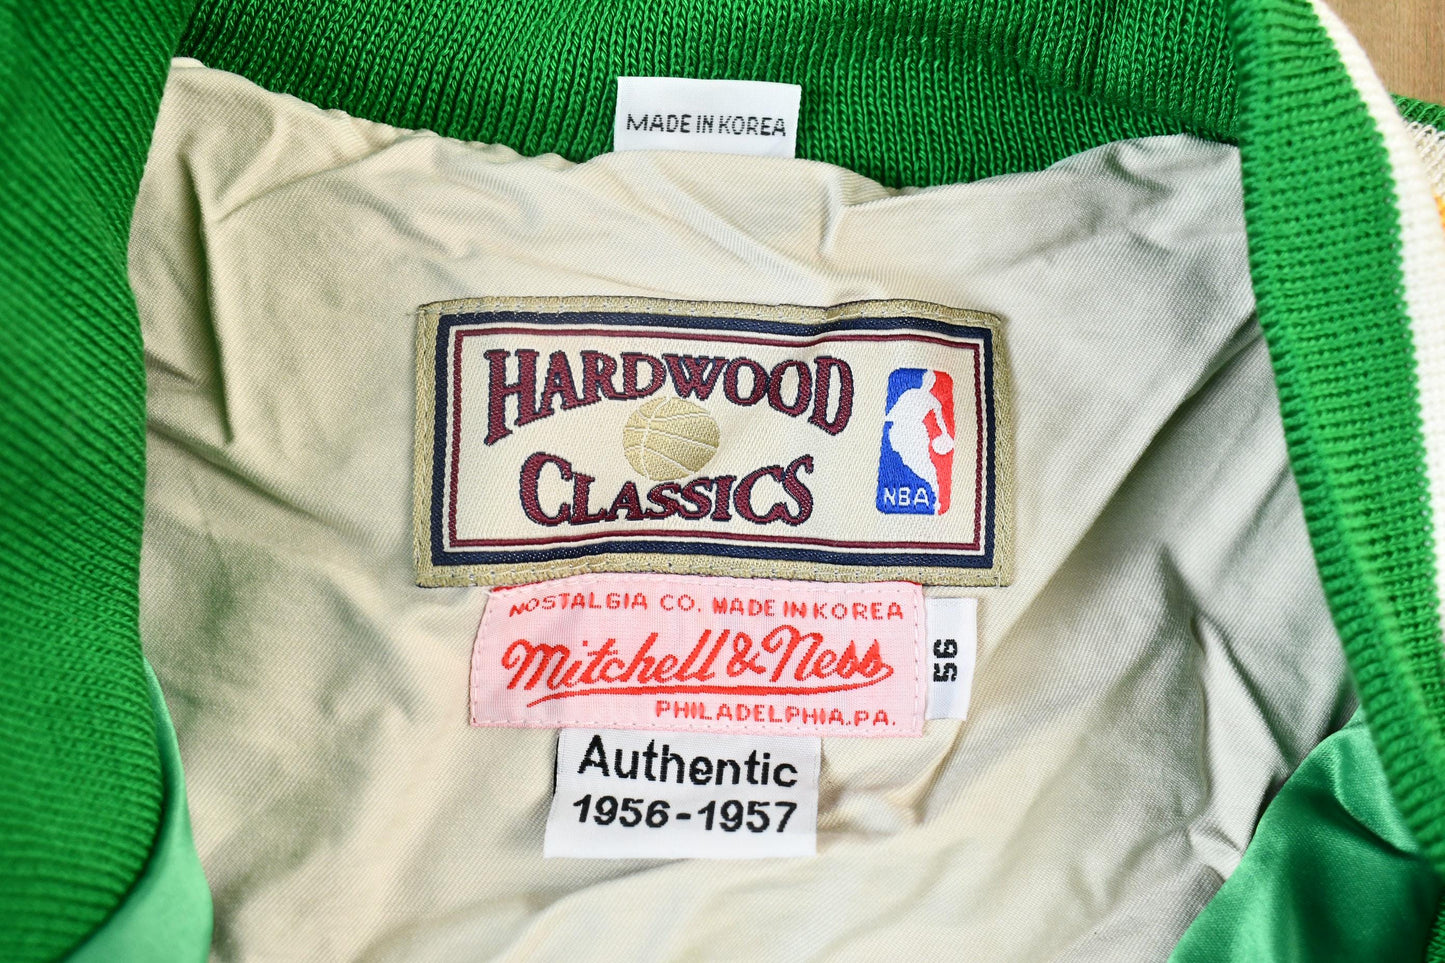 MADE IN KOREA
HARDWOOD
CLASSICS
NBA
NOSTALGIA CO. MADE IN KOREA
Mitchell & Ness
PHILADELPHIA, PA.
56
Authentic
1956-1957